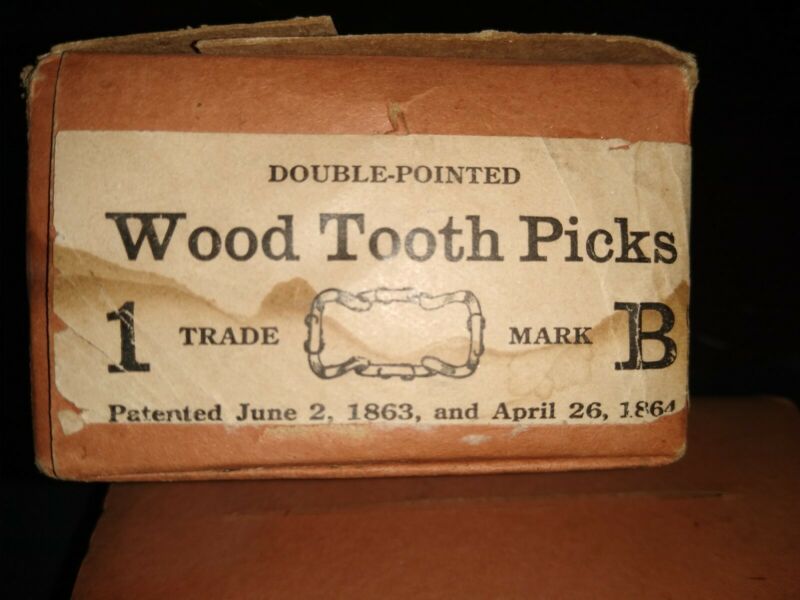 DOUBLE-POINTED
Wood Tooth Picks
1 TRADE MARK B
Patented June 2, 1863, and April 26, 1864